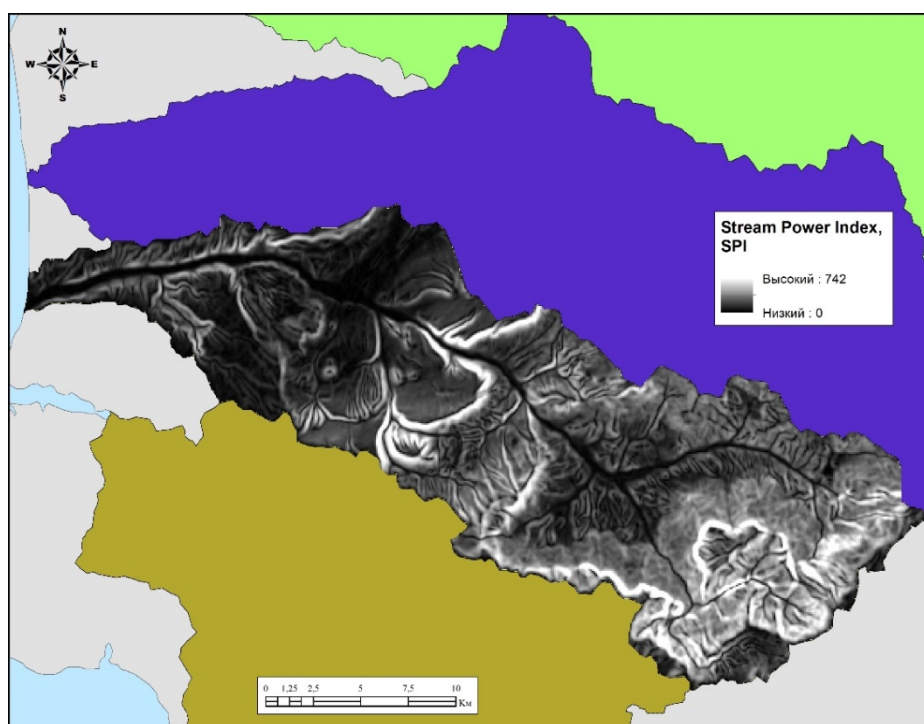 N
W E
S
Stream Power Index,
SPI
Высокий : 742
Низкий : 0
0 1,25 2,5 5 7,5 10
Км